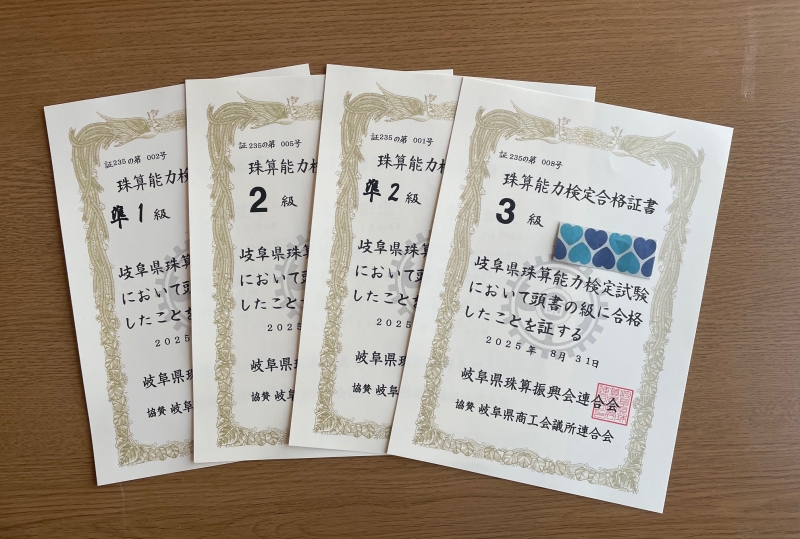 証235の第 002号
珠算能力検
準1級
岐阜県珠算
において頭
したことを
2025
岐阜県珠
協賛 岐阜
証235の第 005号
珠算能力検
2 級
岐阜県珠算
において頭
したことを
2025
岐阜県珠
協賛 岐阜
証235の第 001号
珠算能力検
準2級
岐阜県珠算
において頭
したことを
2025
岐阜県珠
協賛 岐阜
証235の第 008号
珠算能力検定合格証書
3 級
岐阜県珠算能力検定試験
において頭書の級に合格
したことを証する
2025年 8月 31日
岐阜県珠算振興会連合会
協賛 岐阜県商工会議所連合会